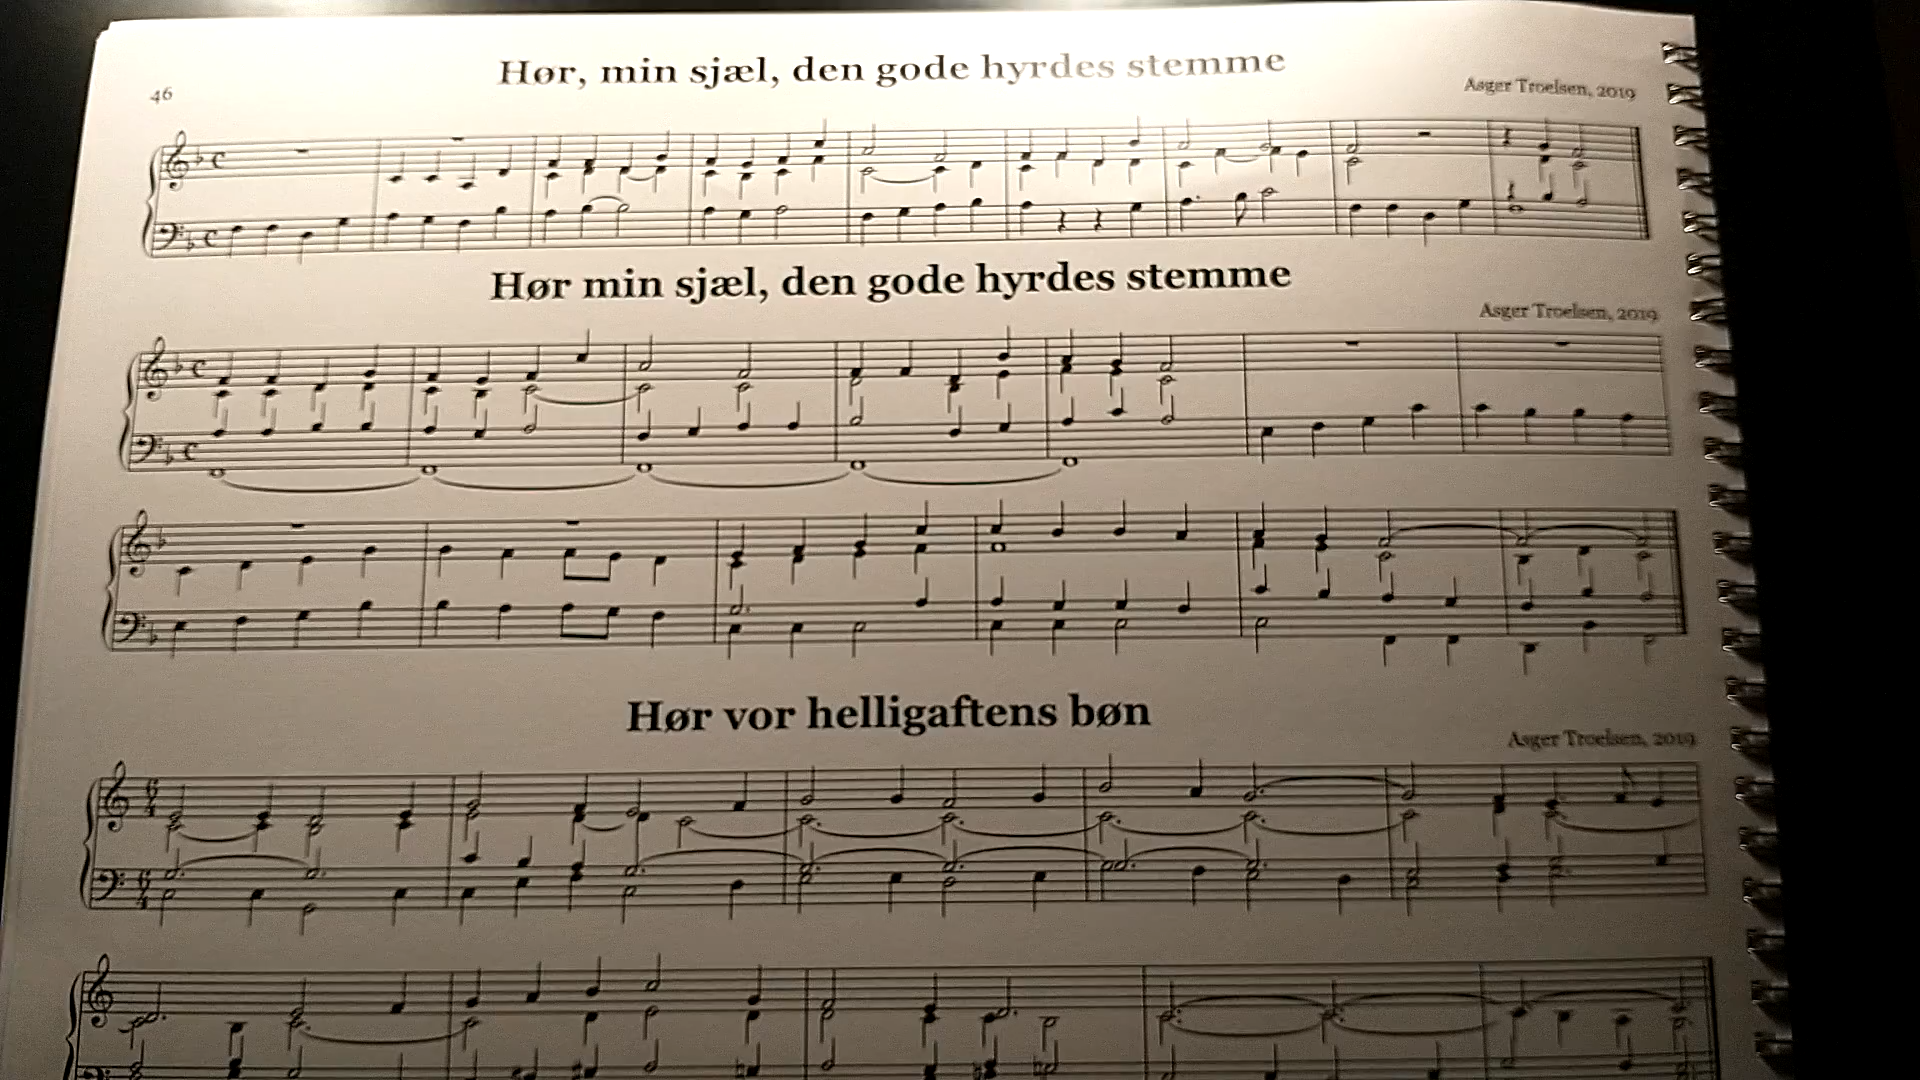 46
Hør, min sjæl, den gode hyrdes stemme
Asger Troelsen, 2019
Hør min sjæl, den gode hyrdes stemme
Asger Troelsen, 2019
Hør vor helligaftens bøn
Asger Troelsen, 2019